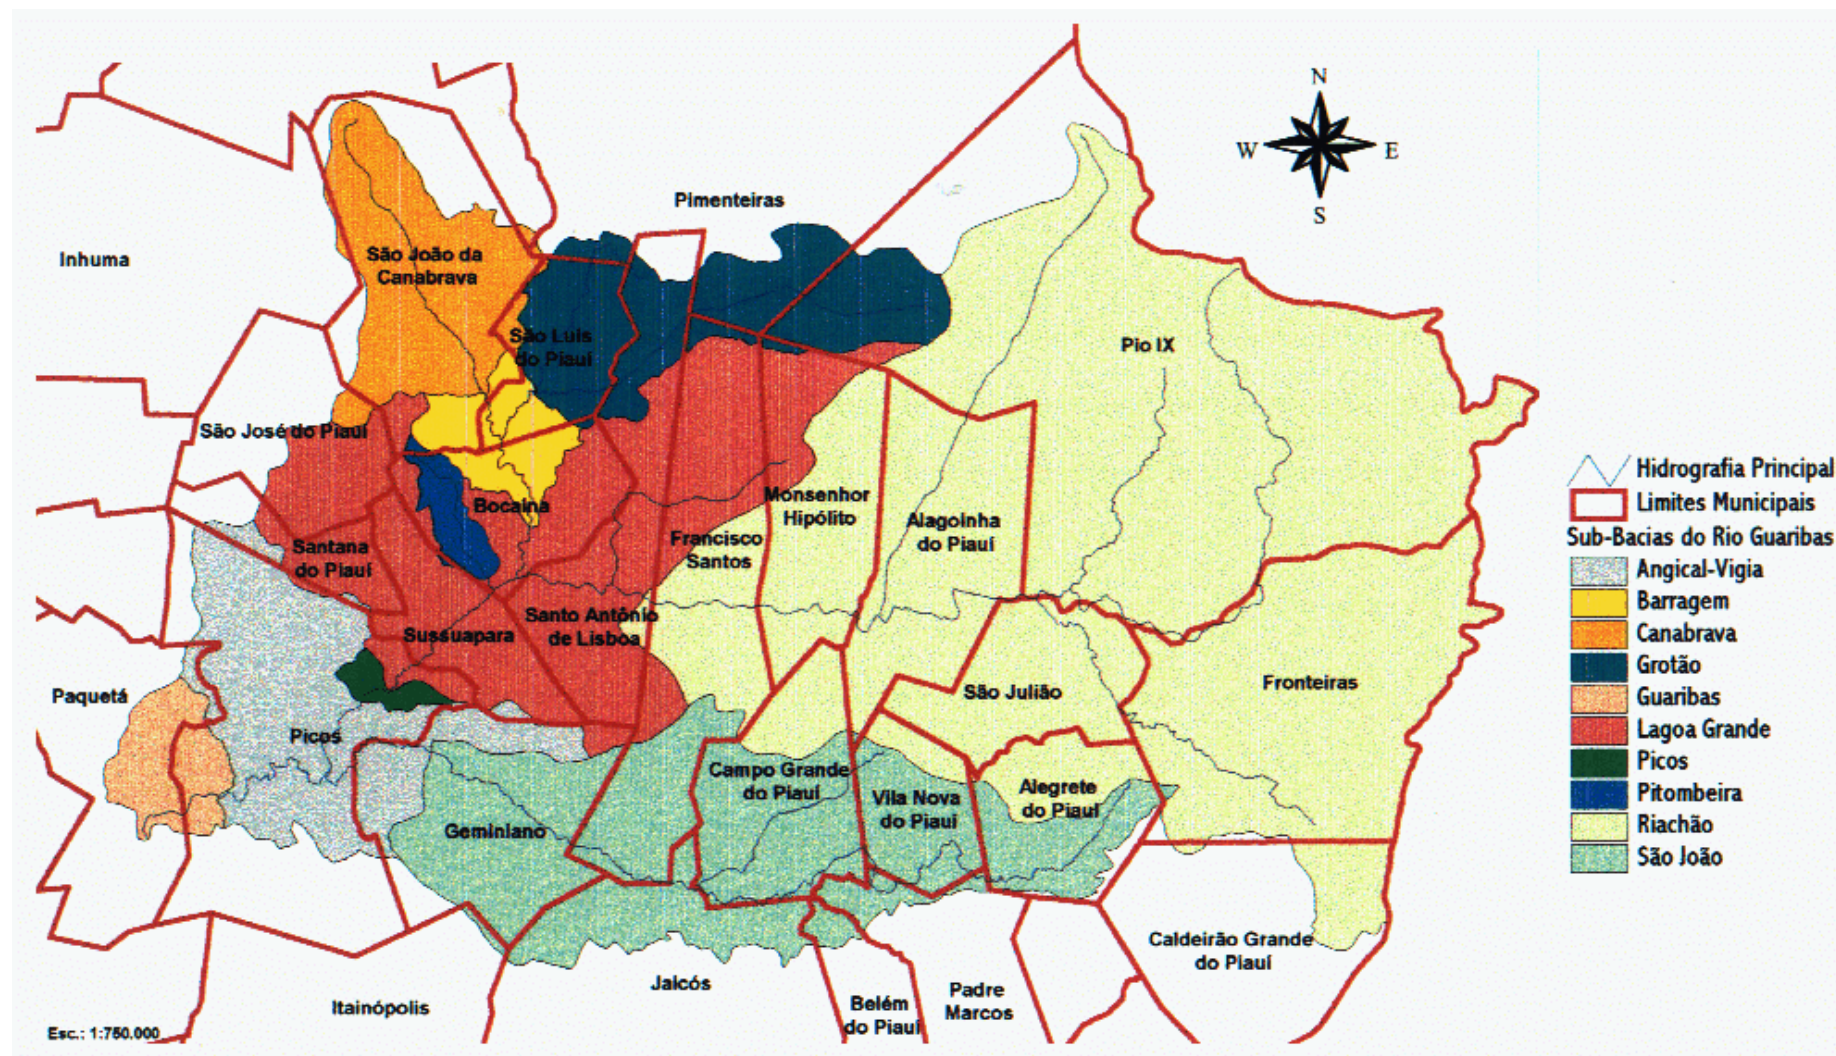 N
W
E
S
Pimenteiras
Inhuma
São João da
Canabrava
São Luis
do Piauí
Pio IX
São José do Piauí
Hidrografia Principal
Limites Municipais
Sub-Bacias do Rio Guaribas
Angical-Vigia
Barragem
Canabrava
Grotão
Guaribas
Lagoa Grande
Picos
Pitombeira
Riachão
São João
Bocaina
Monsenhor
Hipólito
Alagoinha
do Piauí
Francisco
Santos
Santana
do Piauí
Santo Antônio
de Lisboa
Sussuapara
Paquetá
Picos
São Julião
Fronteiras
Campo Grande
do Piauí
Vila Nova
do Piauí
Alegrete
do Piauí
Geminiano
Caldeirão Grande
do Piauí
Jaicós
Itainópolis
Belém
do Piauí
Padre
Marcos
Esc.: 1:750.000